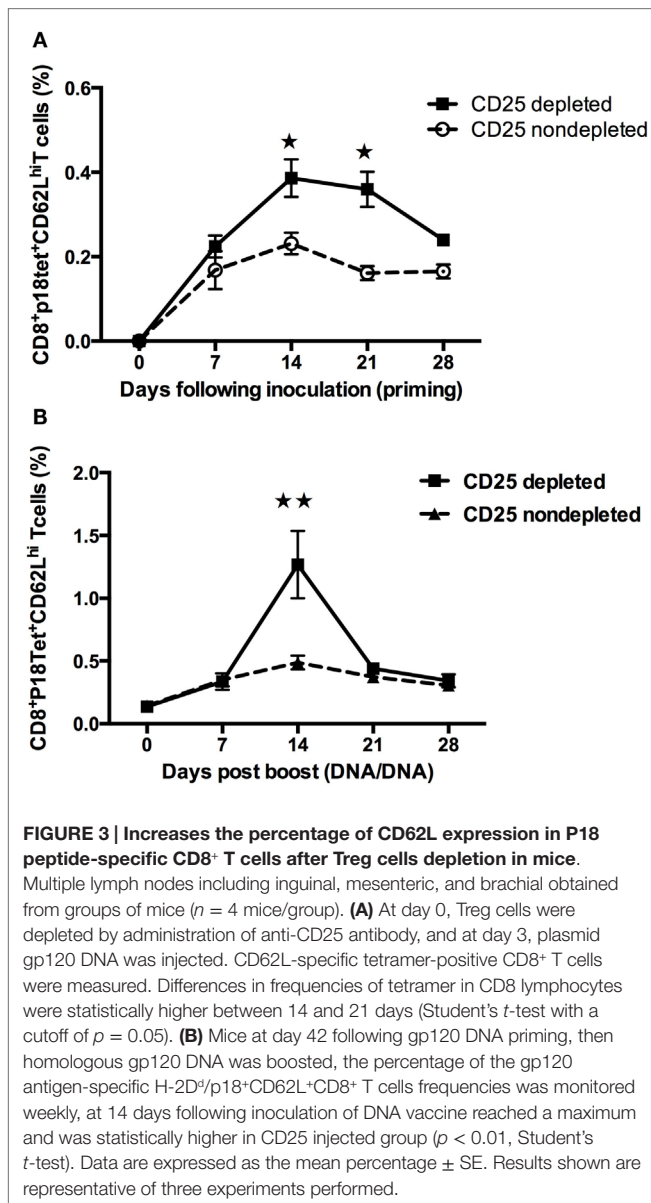 A
CD8⁺p18tet⁺CD62LʰⁱT cells (%)
0.6
0.4
0.2
0.0
CD25 depleted
CD25 nondepleted
0 7 14 21 28
Days following inoculation (priming)
B
CD8⁺P18Tet⁺CD62Lʰⁱ Tcells (%)
2.0
1.5
1.0
0.5
0.0
CD25 depleted
CD25 nondepleted
0 7 14 21 28
Days post boost (DNA/DNA)
FIGURE 3 | Increases the percentage of CD62L expression in P18
peptide-specific CD8⁺ T cells after Treg cells depletion in mice.
Multiple lymph nodes including inguinal, mesenteric, and brachial obtained
from groups of mice (n = 4 mice/group). (A) At day 0, Treg cells were
depleted by administration of anti-CD25 antibody, and at day 3, plasmid
gp120 DNA was injected. CD62L-specific tetramer-positive CD8⁺ T cells
were measured. Differences in frequencies of tetramer in CD8 lymphocytes
were statistically higher between 14 and 21 days (Student's t-test with a
cutoff of p = 0.05). (B) Mice at day 42 following gp120 DNA priming, then
homologous gp120 DNA was boosted, the percentage of the gp120
antigen-specific H-2Dᵈ/p18⁺CD62L⁺CD8⁺ T cells frequencies was monitored
weekly, at 14 days following inoculation of DNA vaccine reached a maximum
and was statistically higher in CD25 injected group (p < 0.01, Student's
t-test). Data are expressed as the mean percentage ± SE. Results shown are
representative of three experiments performed.